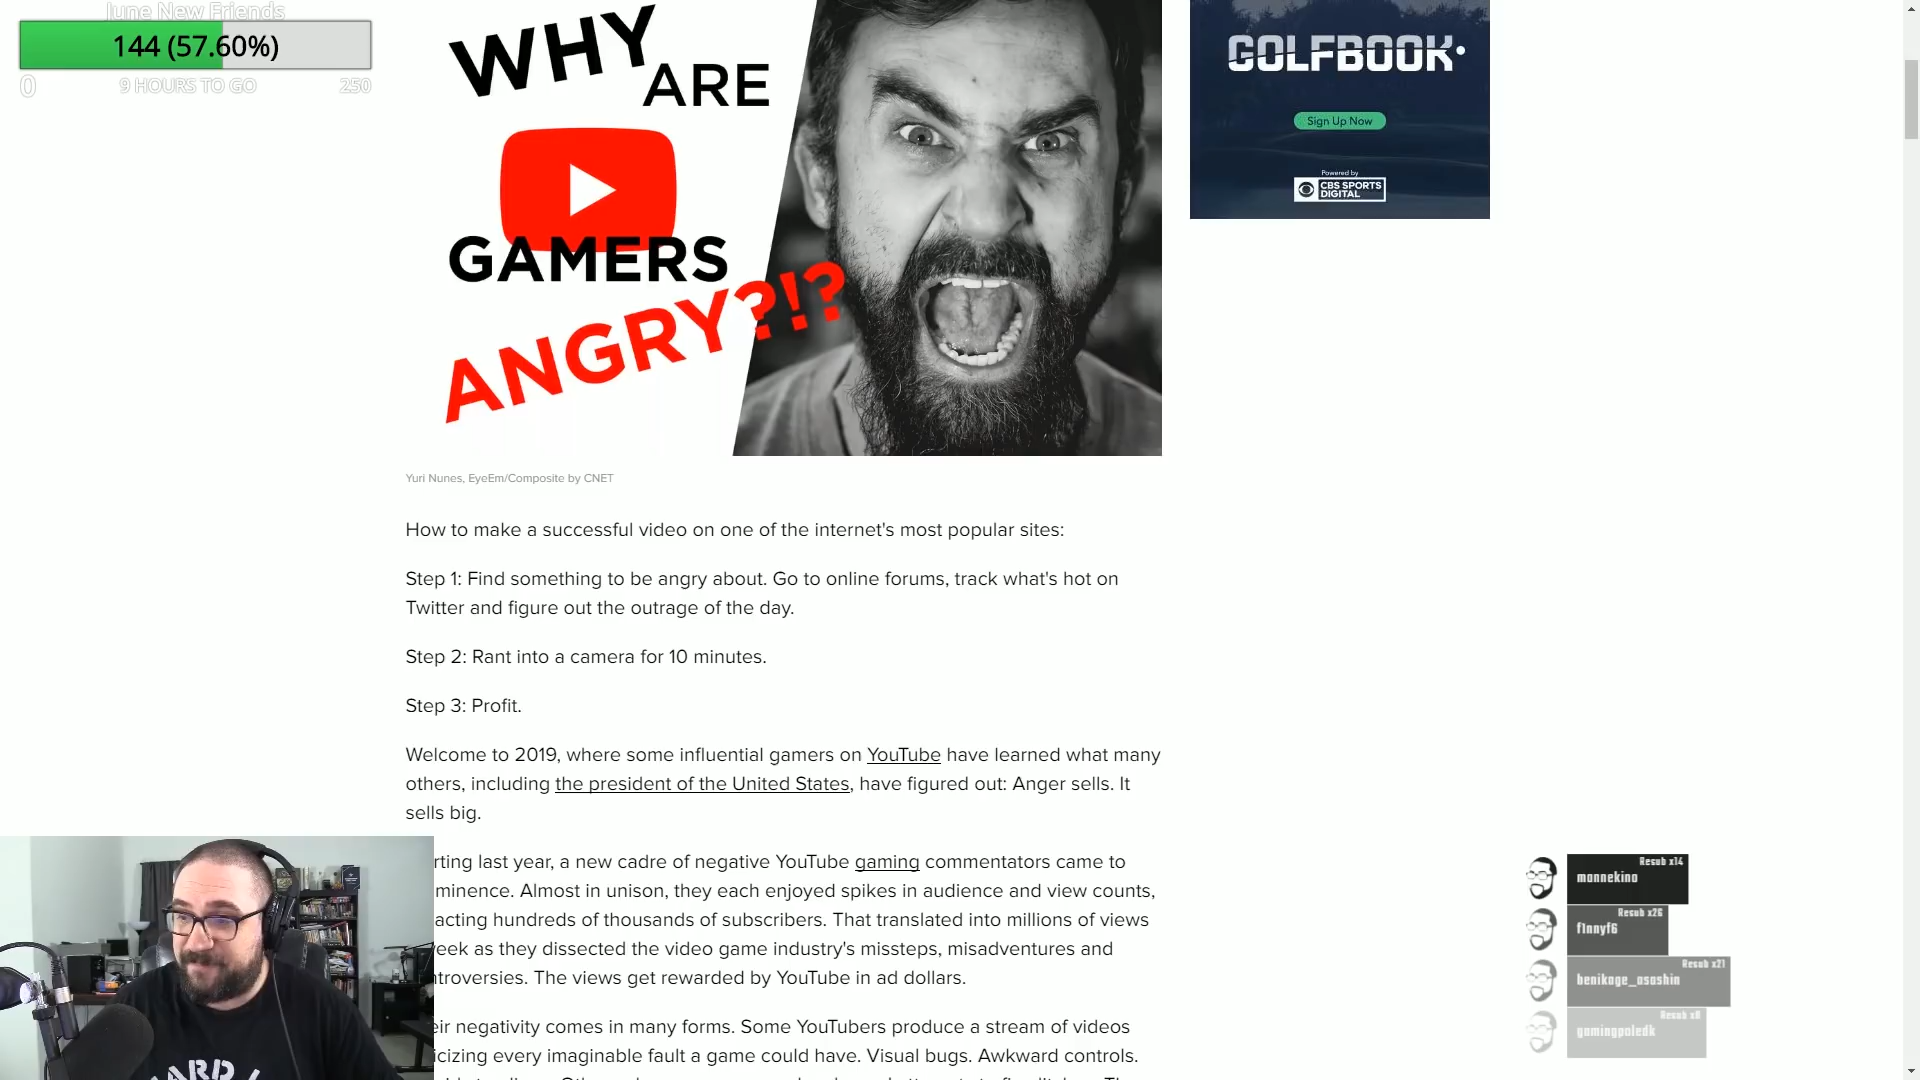 June New Friends
144 (57.60%)
0
9 HOURS TO GO
250
WHY
ARE
GAMERS
ANGRY?!?
GOLFBOOK
Sign Up Now
Powered by
CBS SPORTS
DIGITAL
Yuri Nunes, EyeEm/Composite by CNET
How to make a successful video on one of the internet's most popular sites:
Step 1: Find something to be angry about. Go to online forums, track what's hot on
Twitter and figure out the outrage of the day.
Step 2: Rant into a camera for 10 minutes.
Step 3: Profit.
Welcome to 2019, where some influential gamers on YouTube have learned what many
others, including the president of the United States, have figured out: Anger sells. It
sells big.
rting last year, a new cadre of negative YouTube gaming commentators came to
minence. Almost in unison, they each enjoyed spikes in audience and view counts,
acting hundreds of thousands of subscribers. That translated into millions of views
eek as they dissected the video game industry's missteps, misadventures and
ntroversies. The views get rewarded by YouTube in ad dollars.
eir negativity comes in many forms. Some YouTubers produce a stream of videos
icizing every imaginable fault a game could have. Visual bugs. Awkward controls.
Resub x14
mannekino
Resub x26
f1nnyf6
Resub x21
benikage_asashin
Resub x8
gamingpaledk